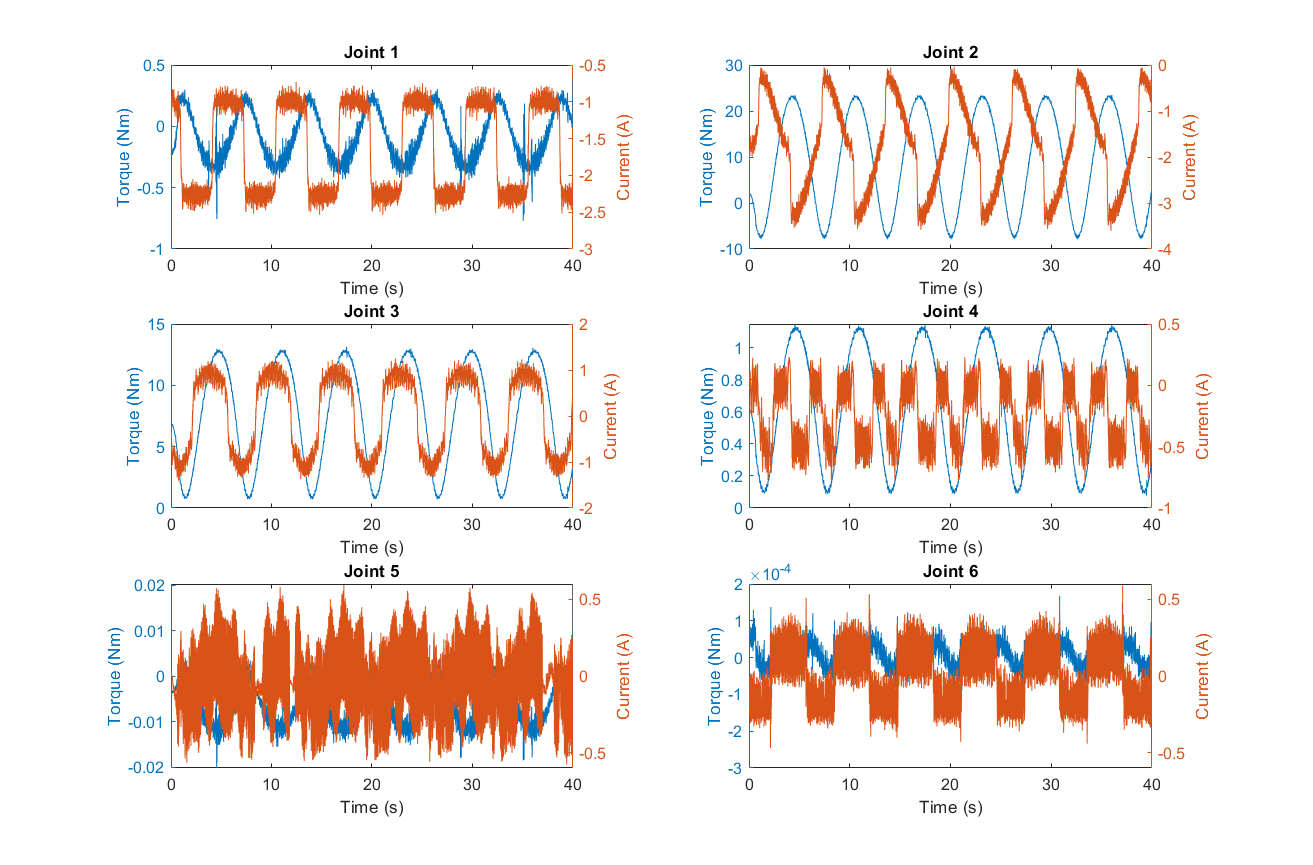 Joint 1
0.5
0
-0.5
-1
Torque (Nm)
-0.5
-1
-1.5
-2
-2.5
-3
Current (A)
0 10 20 30 40
Time (s)
Joint 2
30
20
10
0
-10
Torque (Nm)
0
-1
-2
-3
-4
Current (A)
0 10 20 30 40
Time (s)
Joint 3
15
10
5
0
Torque (Nm)
2
1
0
-1
-2
Current (A)
0 10 20 30 40
Time (s)
Joint 4
1
0.8
0.6
0.4
0.2
0
Torque (Nm)
0.5
0
-0.5
-1
Current (A)
0 10 20 30 40
Time (s)
Joint 5
0.02
0.01
0
-0.01
-0.02
Torque (Nm)
0.5
0
-0.5
Current (A)
0 10 20 30 40
Time (s)
Joint 6
×10-4
2
1
0
-1
-2
-3
Torque (Nm)
0.5
0
-0.5
Current (A)
0 10 20 30 40
Time (s)